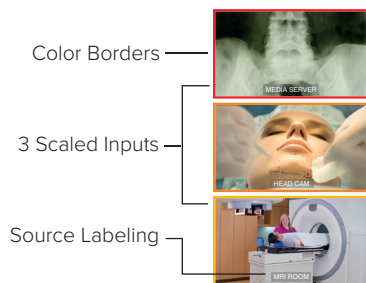 Color Borders
MEDIA SERVER
3 Scaled Inputs
HEAD CAM
Source Labeling
MRI ROOM